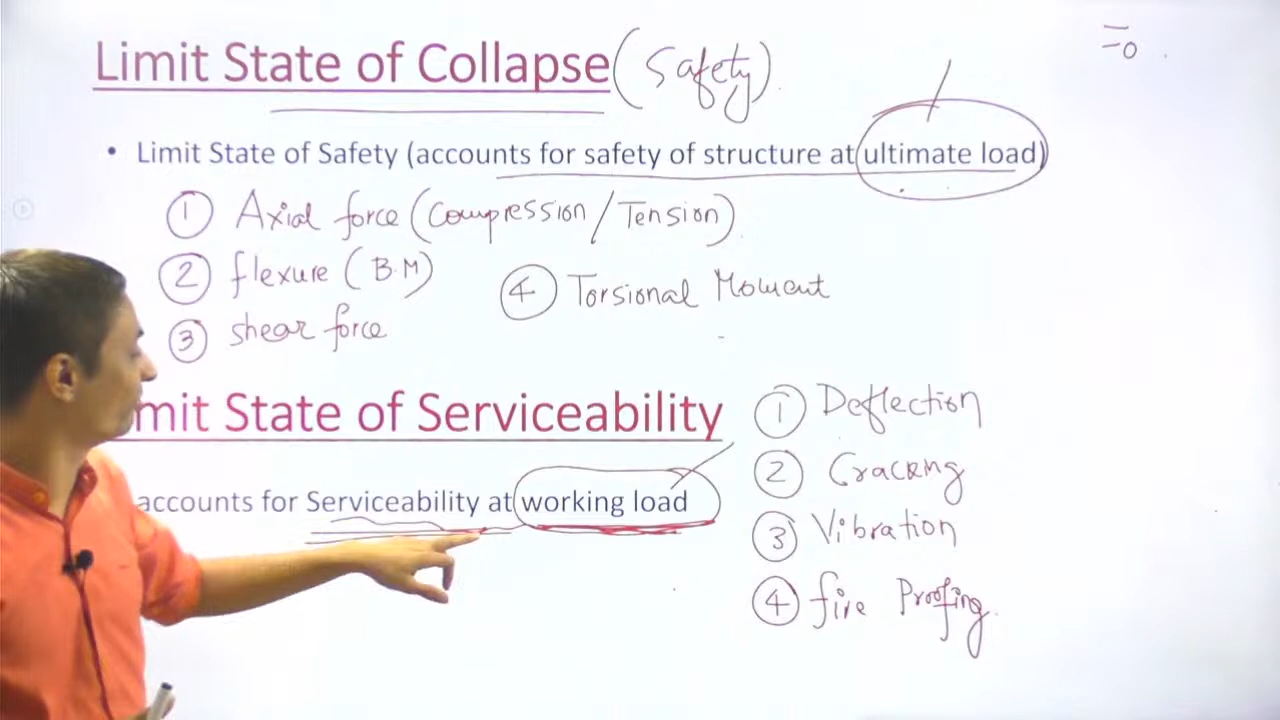 Limit State of Collapse (Safety)
• Limit State of Safety (accounts for safety of structure at ultimate load)
① Axial force (Compression / Tension)
② flexure (B.M)
④ Torsional Moment
③ shear force
mit State of Serviceability
accounts for Serviceability at working load
① Deflection
② Cracking
③ Vibration
④ fire Proofing.